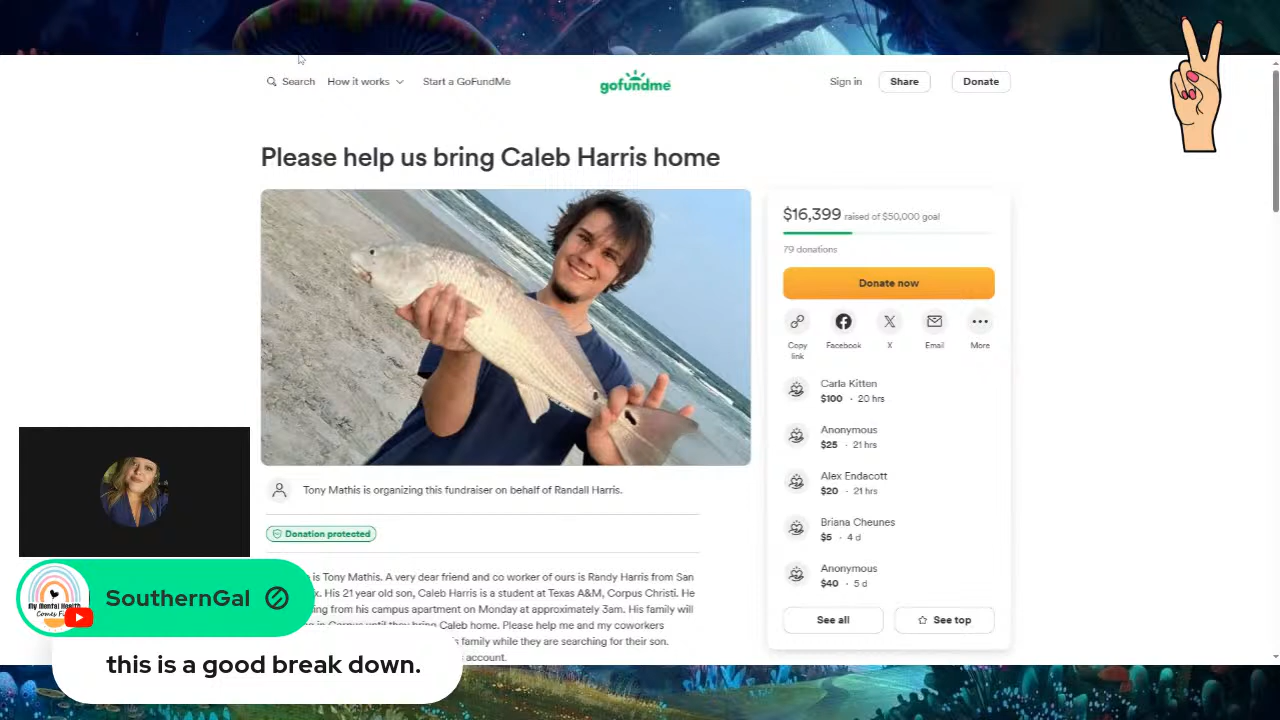 Search
How it works
Start a GoFundMe
gofundme
Sign in
Share
Donate
Please help us bring Caleb Harris home
$16,399 raised of $50,000 goal
79 donations
Donate now
Copy link
Facebook
X
Email
More
Carla Kitten
$100 · 20 hrs
Anonymous
$25 · 21 hrs
Alex Endacott
$20 · 21 hrs
Briana Cheunes
$5 · 4 d
Anonymous
$40 · 5 d
See all
See top
Tony Mathis is organizing this fundraiser on behalf of Randall Harris.
Donation protected
is Tony Mathis. A very dear friend and co worker of ours is Randy Harris from San
x. His 21 year old son, Caleb Harris is a student at Texas A&M, Corpus Christi. He
ing from his campus apartment on Monday at approximately 3am. His family will
in Corpus until they bring Caleb home. Please help me and my coworkers
s family while they are searching for their son.
account.
My Mental Health
Comes
SouthernGal
this is a good break down.